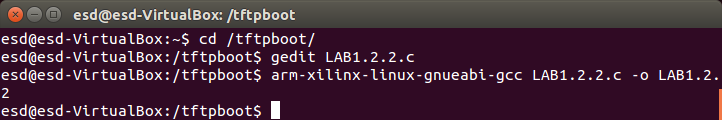 esd@esd-VirtualBox: /tftpboot
esd@esd-VirtualBox:~$ cd /tftpboot/
esd@esd-VirtualBox:/tftpboot$ gedit LAB1.2.2.c
esd@esd-VirtualBox:/tftpboot$ arm-xilinx-linux-gnueabi-gcc LAB1.2.2.c -o LAB1.2.
2
esd@esd-VirtualBox:/tftpboot$